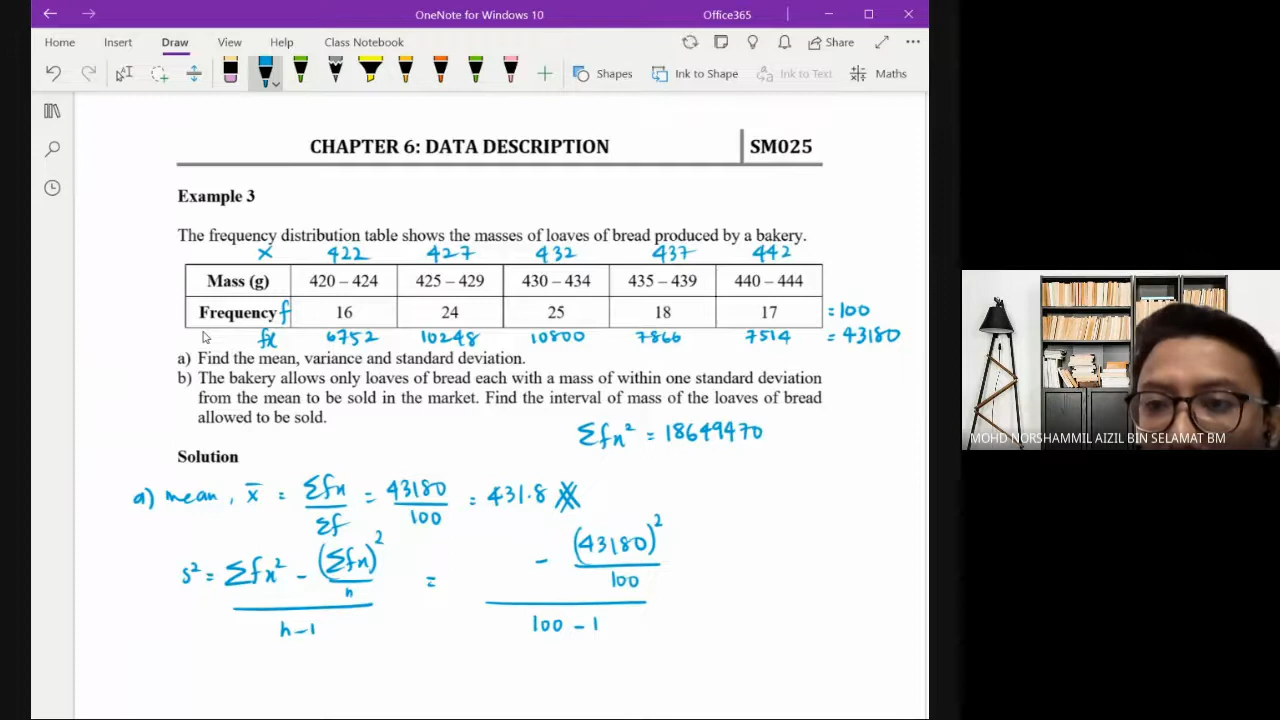 OneNote for Windows 10 Office365
Home Insert Draw View Help Class Notebook Share
Shapes Ink to Shape Ink to Text Maths
CHAPTER 6: DATA DESCRIPTION SM025
Example 3
The frequency distribution table shows the masses of loaves of bread produced by a bakery.
x 422 427 432 437 442
Mass (g) 420 – 424 425 – 429 430 – 434 435 – 439 440 – 444
Frequency f 16 24 25 18 17 = 100
fx 6752 10248 10800 7866 7514 = 43180
a) Find the mean, variance and standard deviation.
b) The bakery allows only loaves of bread each with a mass of within one standard deviation
from the mean to be sold in the market. Find the interval of mass of the loaves of bread
allowed to be sold.
Σfx² = 18649470
Solution
a) mean, x̄ = Σfx / Σf = 43180 / 100 = 431.8
s² = Σfx² - (Σfx)² / n = - (43180)² / 100
n-1 100 - 1
MOHD NORSHAMMIL AIZIL BIN SELAMAT BM